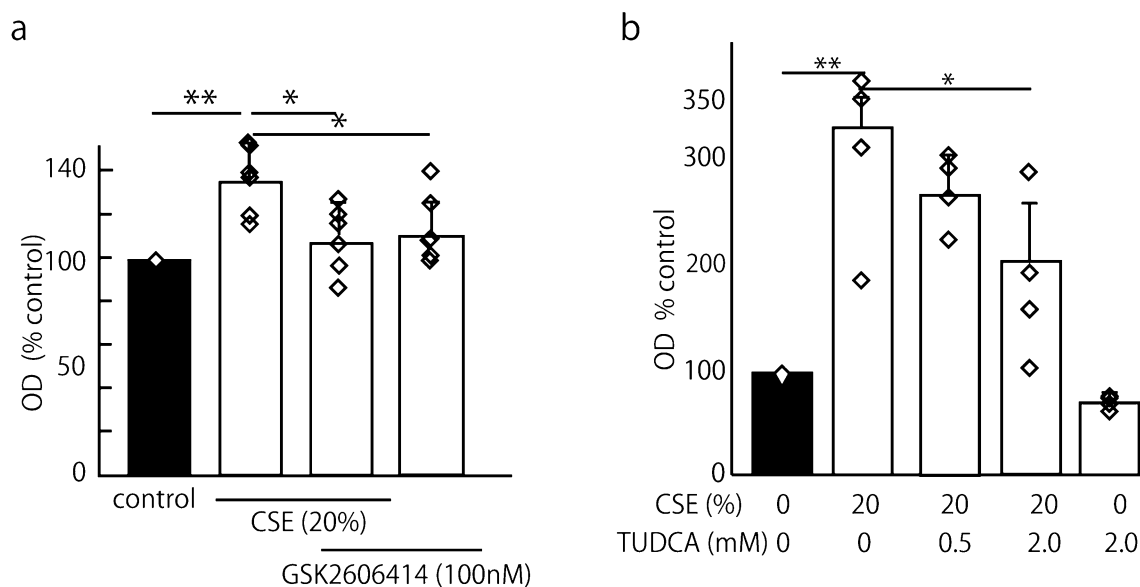 a
** *
*
OD (% control)
140
100
50
0
control
CSE (20%)
GSK2606414 (100nM)
b
**
*
OD % control
350
300
200
100
0
CSE (%) 0 20 20 20 0
TUDCA (mM) 0 0 0.5 2.0 2.0